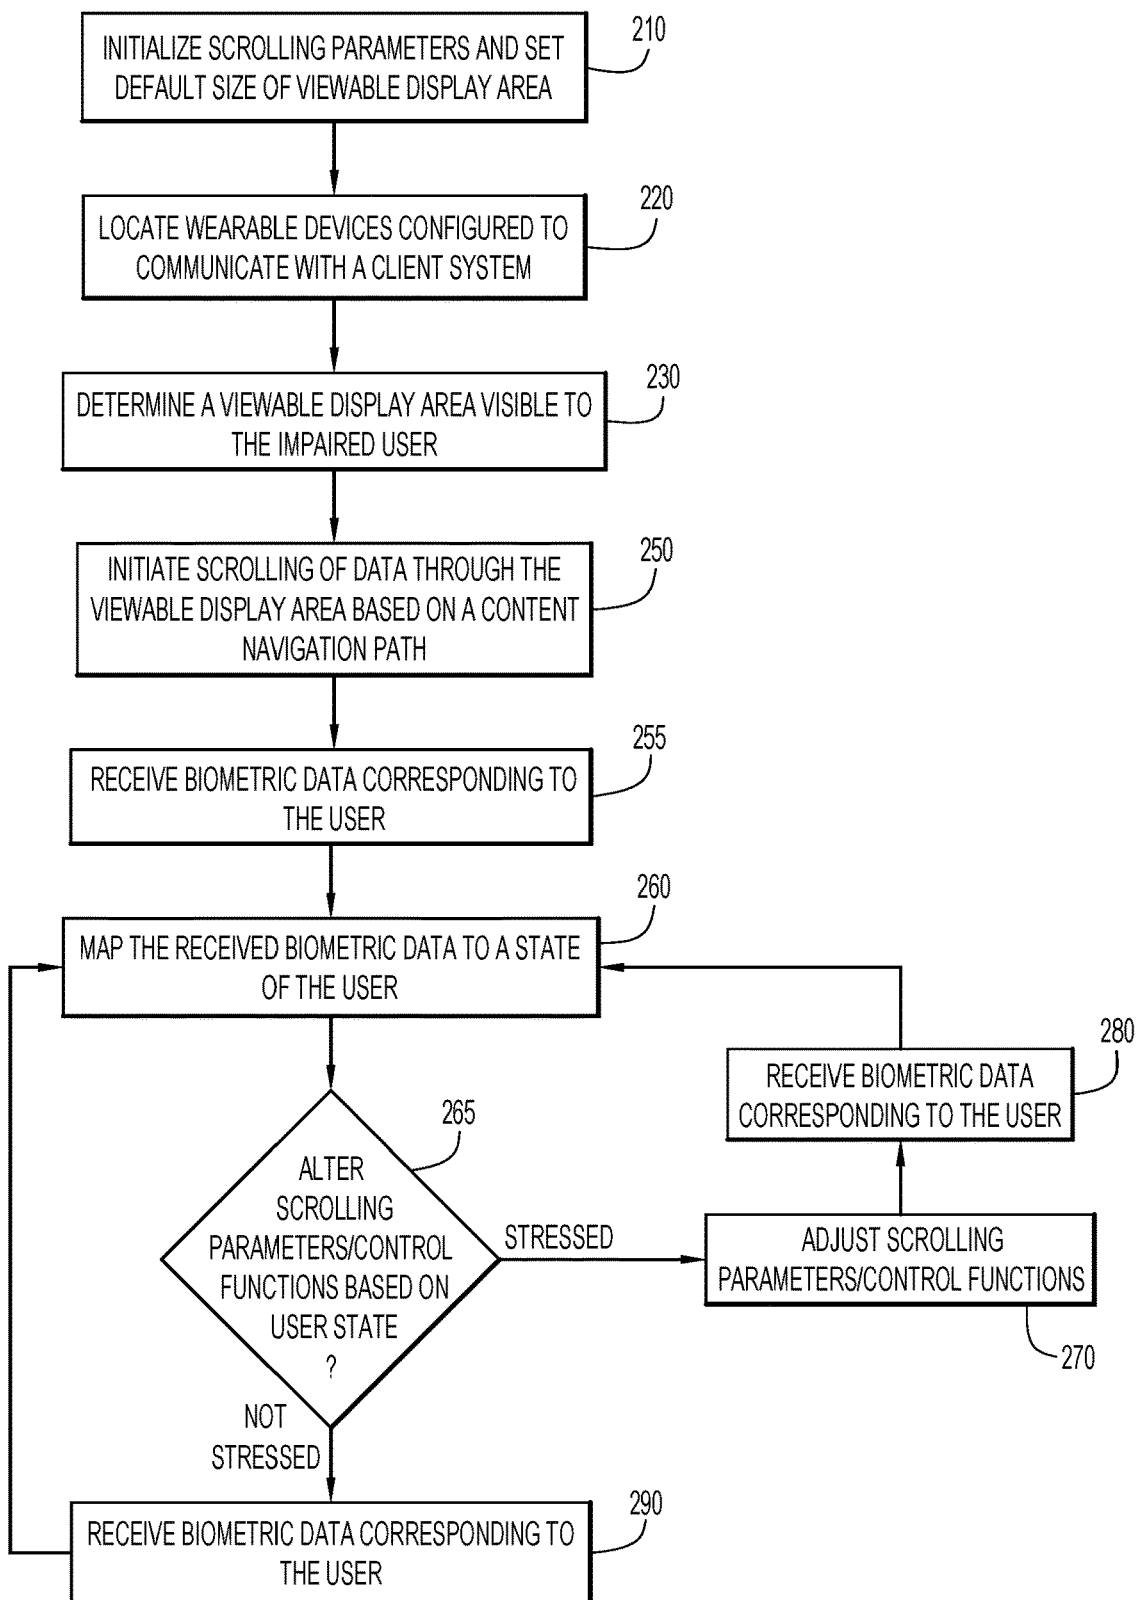 INITIALIZE SCROLLING PARAMETERS AND SET
DEFAULT SIZE OF VIEWABLE DISPLAY AREA
210
LOCATE WEARABLE DEVICES CONFIGURED TO
COMMUNICATE WITH A CLIENT SYSTEM
220
DETERMINE A VIEWABLE DISPLAY AREA VISIBLE TO
THE IMPAIRED USER
230
INITIATE SCROLLING OF DATA THROUGH THE
VIEWABLE DISPLAY AREA BASED ON A CONTENT
NAVIGATION PATH
250
RECEIVE BIOMETRIC DATA CORRESPONDING TO
THE USER
255
MAP THE RECEIVED BIOMETRIC DATA TO A STATE
OF THE USER
260
ALTER
SCROLLING
PARAMETERS/CONTROL
FUNCTIONS BASED ON
USER STATE
?
265
STRESSED
ADJUST SCROLLING
PARAMETERS/CONTROL FUNCTIONS
270
RECEIVE BIOMETRIC DATA
CORRESPONDING TO THE USER
280
NOT
STRESSED
RECEIVE BIOMETRIC DATA CORRESPONDING TO
THE USER
290